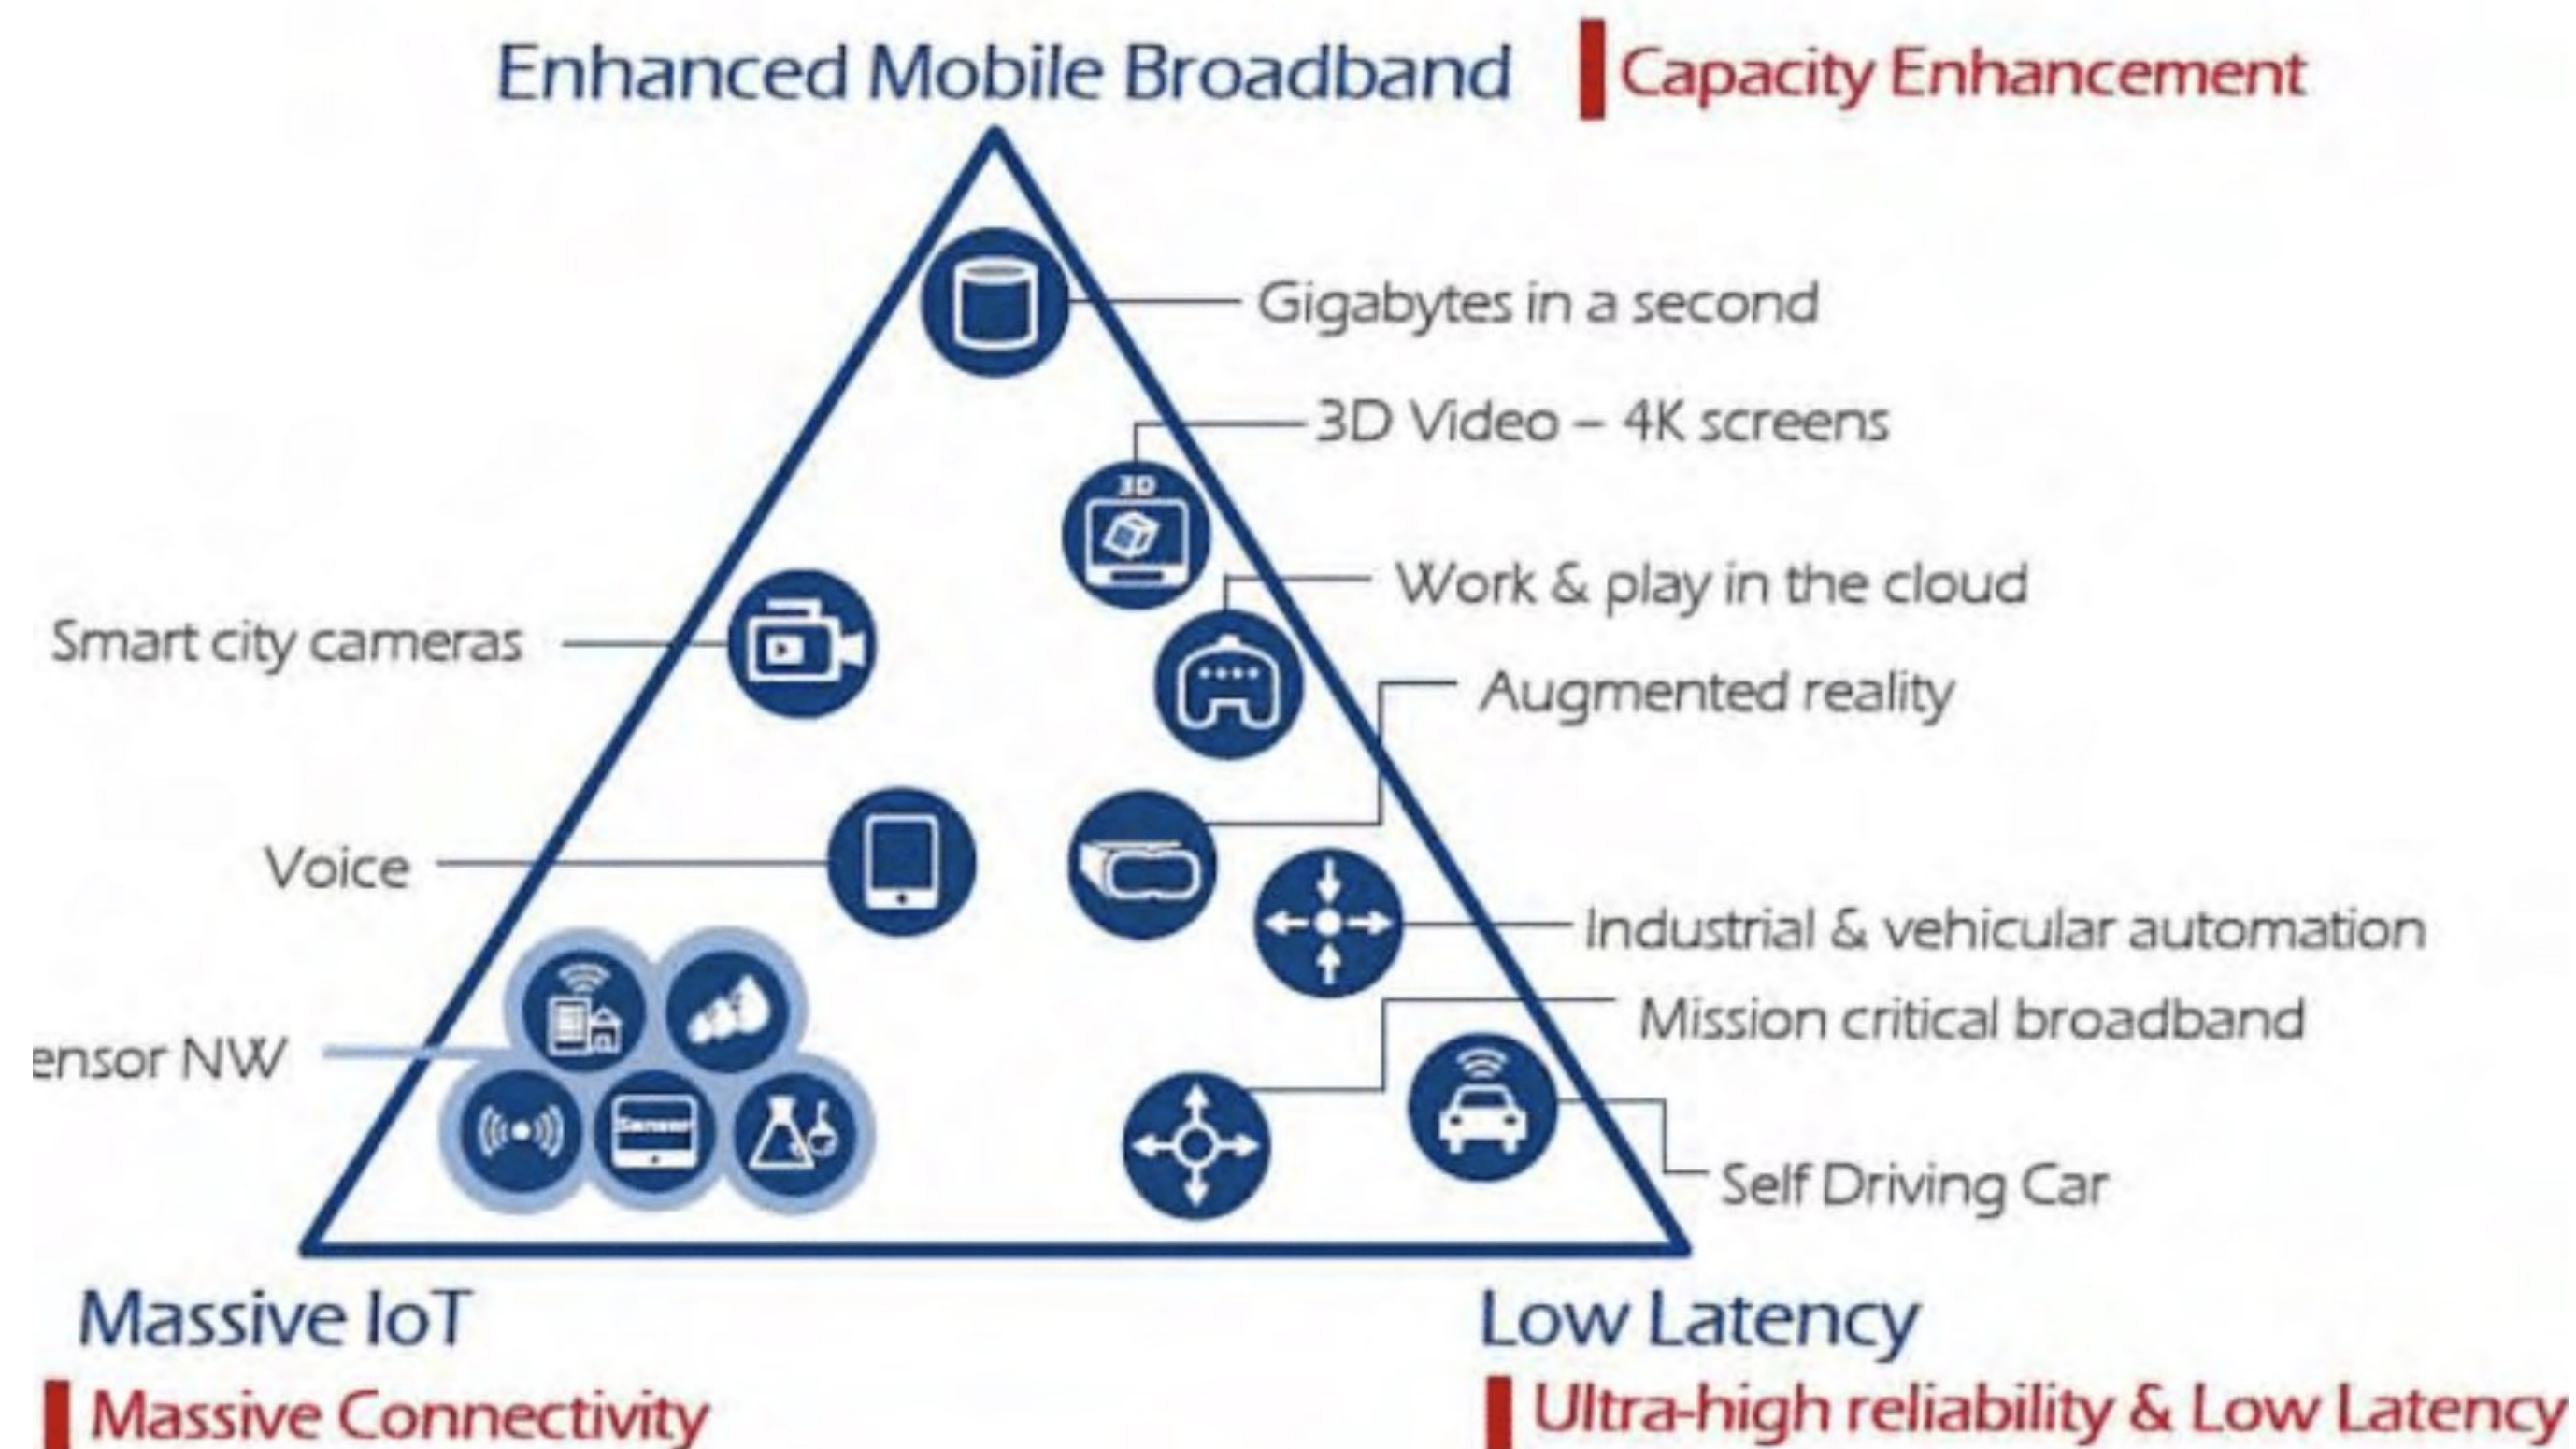 Enhanced Mobile Broadband
Capacity Enhancement
Gigabytes in a second
3D Video – 4K screens
3D
Work & play in the cloud
Smart city cameras
Augmented reality
Voice
Industrial & vehicular automation
Mission critical broadband
ensor NW
Sensor
Self Driving Car
Massive IoT
Low Latency
Massive Connectivity
Ultra-high reliability & Low Latency